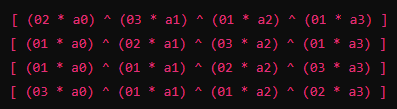 [ (02 * a0) ^ (03 * a1) ^ (01 * a2) ^ (01 * a3) ]
[ (01 * a0) ^ (02 * a1) ^ (03 * a2) ^ (01 * a3) ]
[ (01 * a0) ^ (01 * a1) ^ (02 * a2) ^ (03 * a3) ]
[ (03 * a0) ^ (01 * a1) ^ (01 * a2) ^ (02 * a3) ]